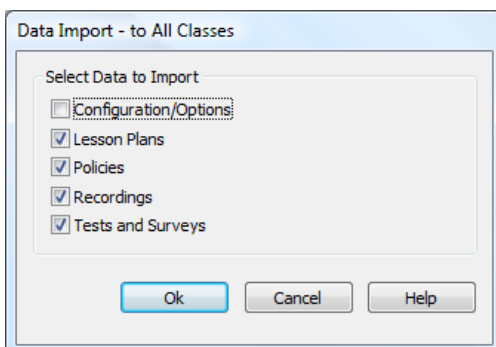 Data Import - to All Classes
Select Data to Import
Configuration/Options
Lesson Plans
Policies
Recordings
Tests and Surveys
Ok Cancel Help